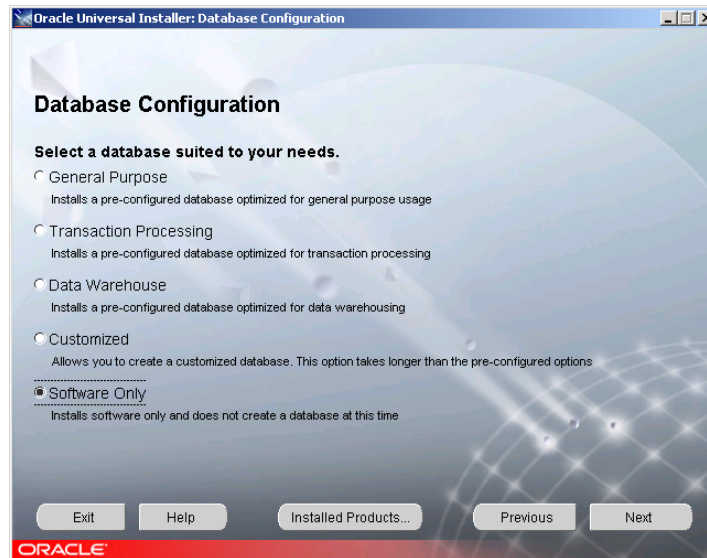 Oracle Universal Installer: Database Configuration
Database Configuration
Select a database suited to your needs.
General Purpose
Installs a pre-configured database optimized for general purpose usage
Transaction Processing
Installs a pre-configured database optimized for transaction processing
Data Warehouse
Installs a pre-configured database optimized for data warehousing
Customized
Allows you to create a customized database. This option takes longer than the pre-configured options
Software Only
Installs software only and does not create a database at this time
Exit Help Installed Products... Previous Next
ORACLE